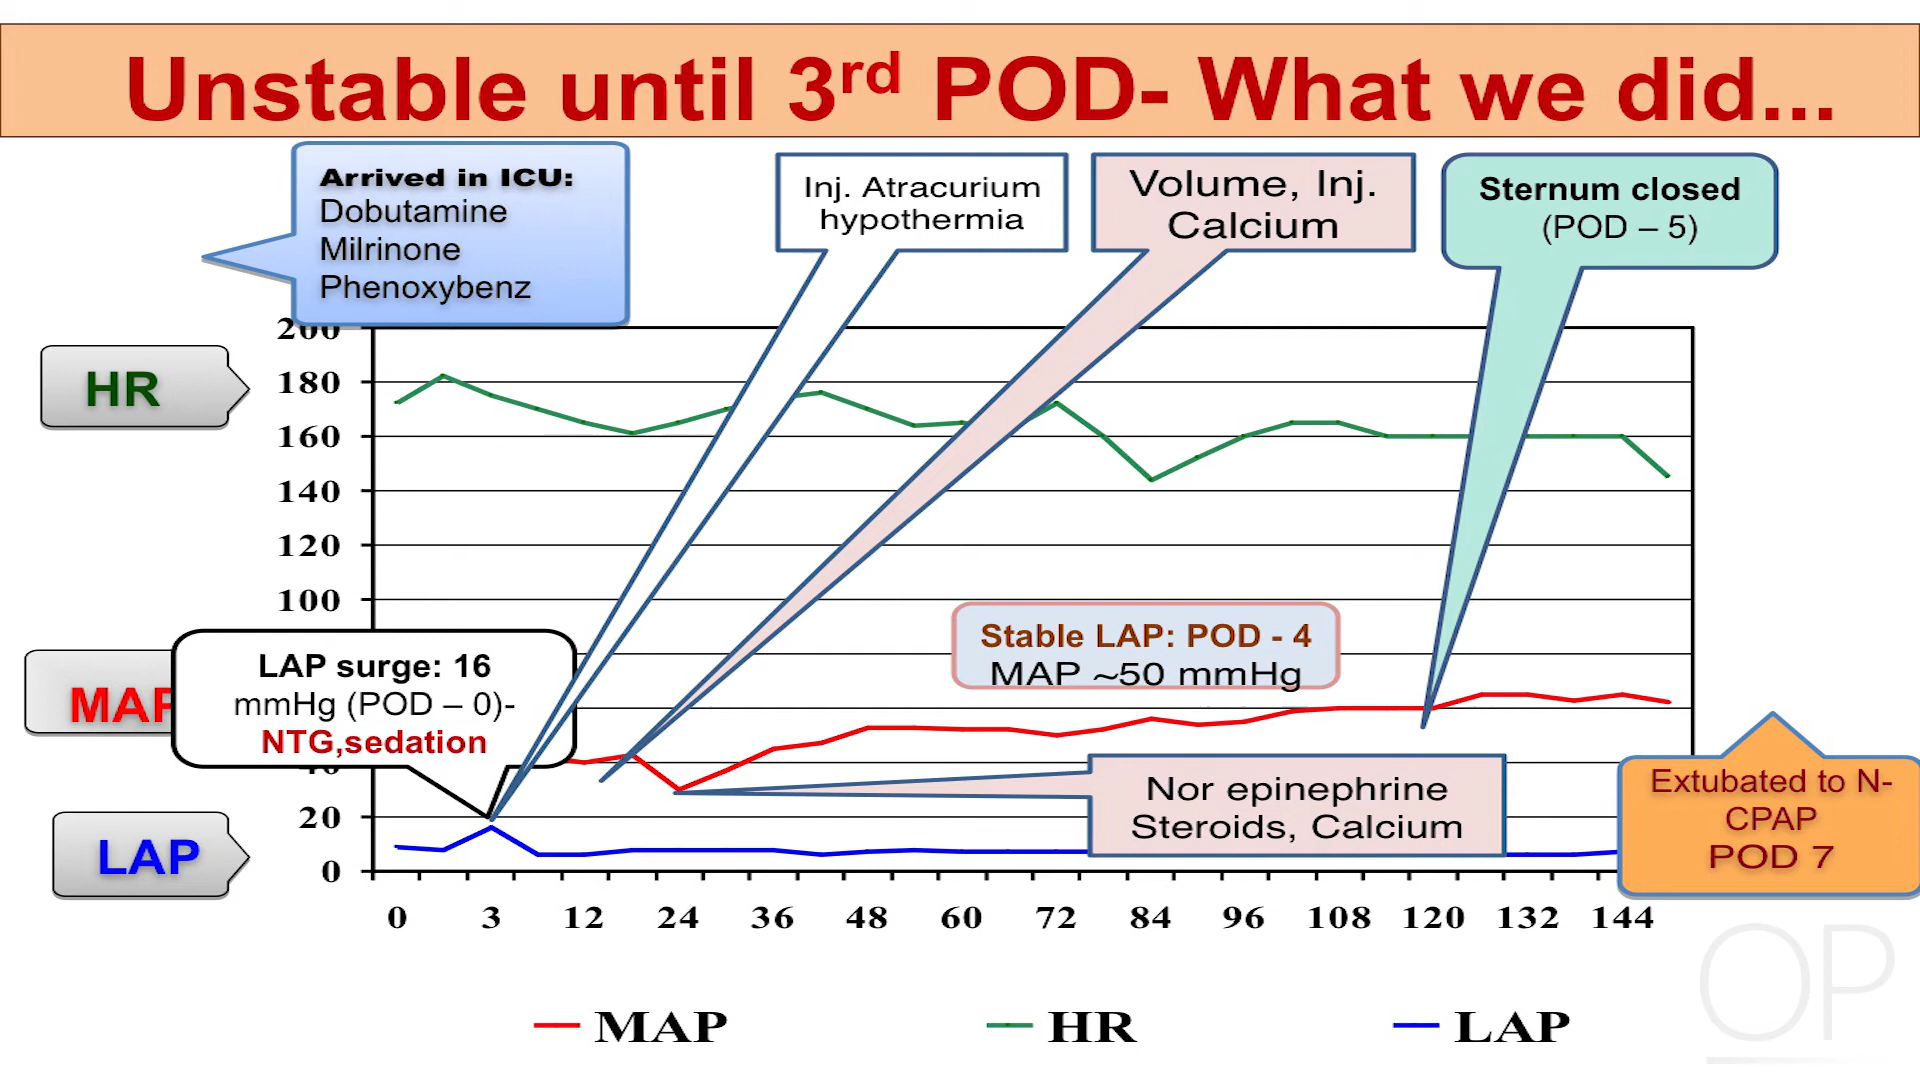 Unstable until 3rd POD- What we did...
Arrived in ICU:
Dobutamine
Milrinone
Phenoxybenz
Inj. Atracurium
hypothermia
Volume, Inj.
Calcium
Sternum closed
(POD – 5)
HR
MAP
LAP
LAP surge: 16
mmHg (POD – 0)-
NTG,sedation
Stable LAP: POD - 4
MAP ~50 mmHg
Nor epinephrine
Steroids, Calcium
Extubated to N-
CPAP
POD 7
200
180
160
140
120
100
40
20
0
0 3 12 24 36 48 60 72 84 96 108 120 132 144
MAP HR LAP
OP